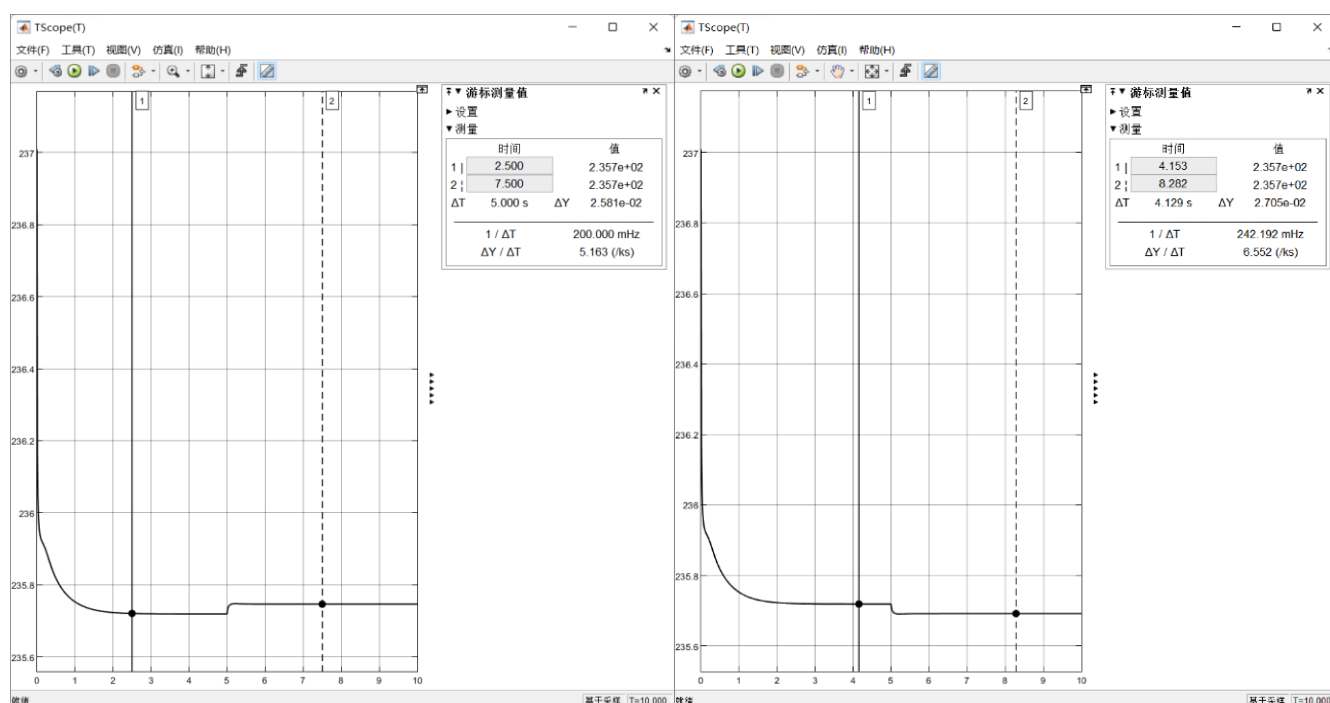 TScope(T)
文件(F) 工具(T) 视图(V) 仿真(I) 帮助(H)
1
2
237
236.8
236.6
236.4
236.2
236
235.8
235.6
0 1 2 3 4 5 6 7 8 9 10
游标测量值
设置
测量
时间 值
1 | 2.500 2.357e+02
2 ¦ 7.500 2.357e+02
ΔT 5.000 s ΔY 2.581e-02
1 / ΔT 200.000 mHz
ΔY / ΔT 5.163 (/ks)
就绪 基于采样 T=10.000
TScope(T)
文件(F) 工具(T) 视图(V) 仿真(I) 帮助(H)
1
2
237
236.8
236.6
236.4
236.2
236
235.8
235.6
0 1 2 3 4 5 6 7 8 9 10
游标测量值
设置
测量
时间 值
1 | 4.153 2.357e+02
2 ¦ 8.282 2.357e+02
ΔT 4.129 s ΔY 2.705e-02
1 / ΔT 242.192 mHz
ΔY / ΔT 6.552 (/ks)
就绪 基于采样 T=10.000